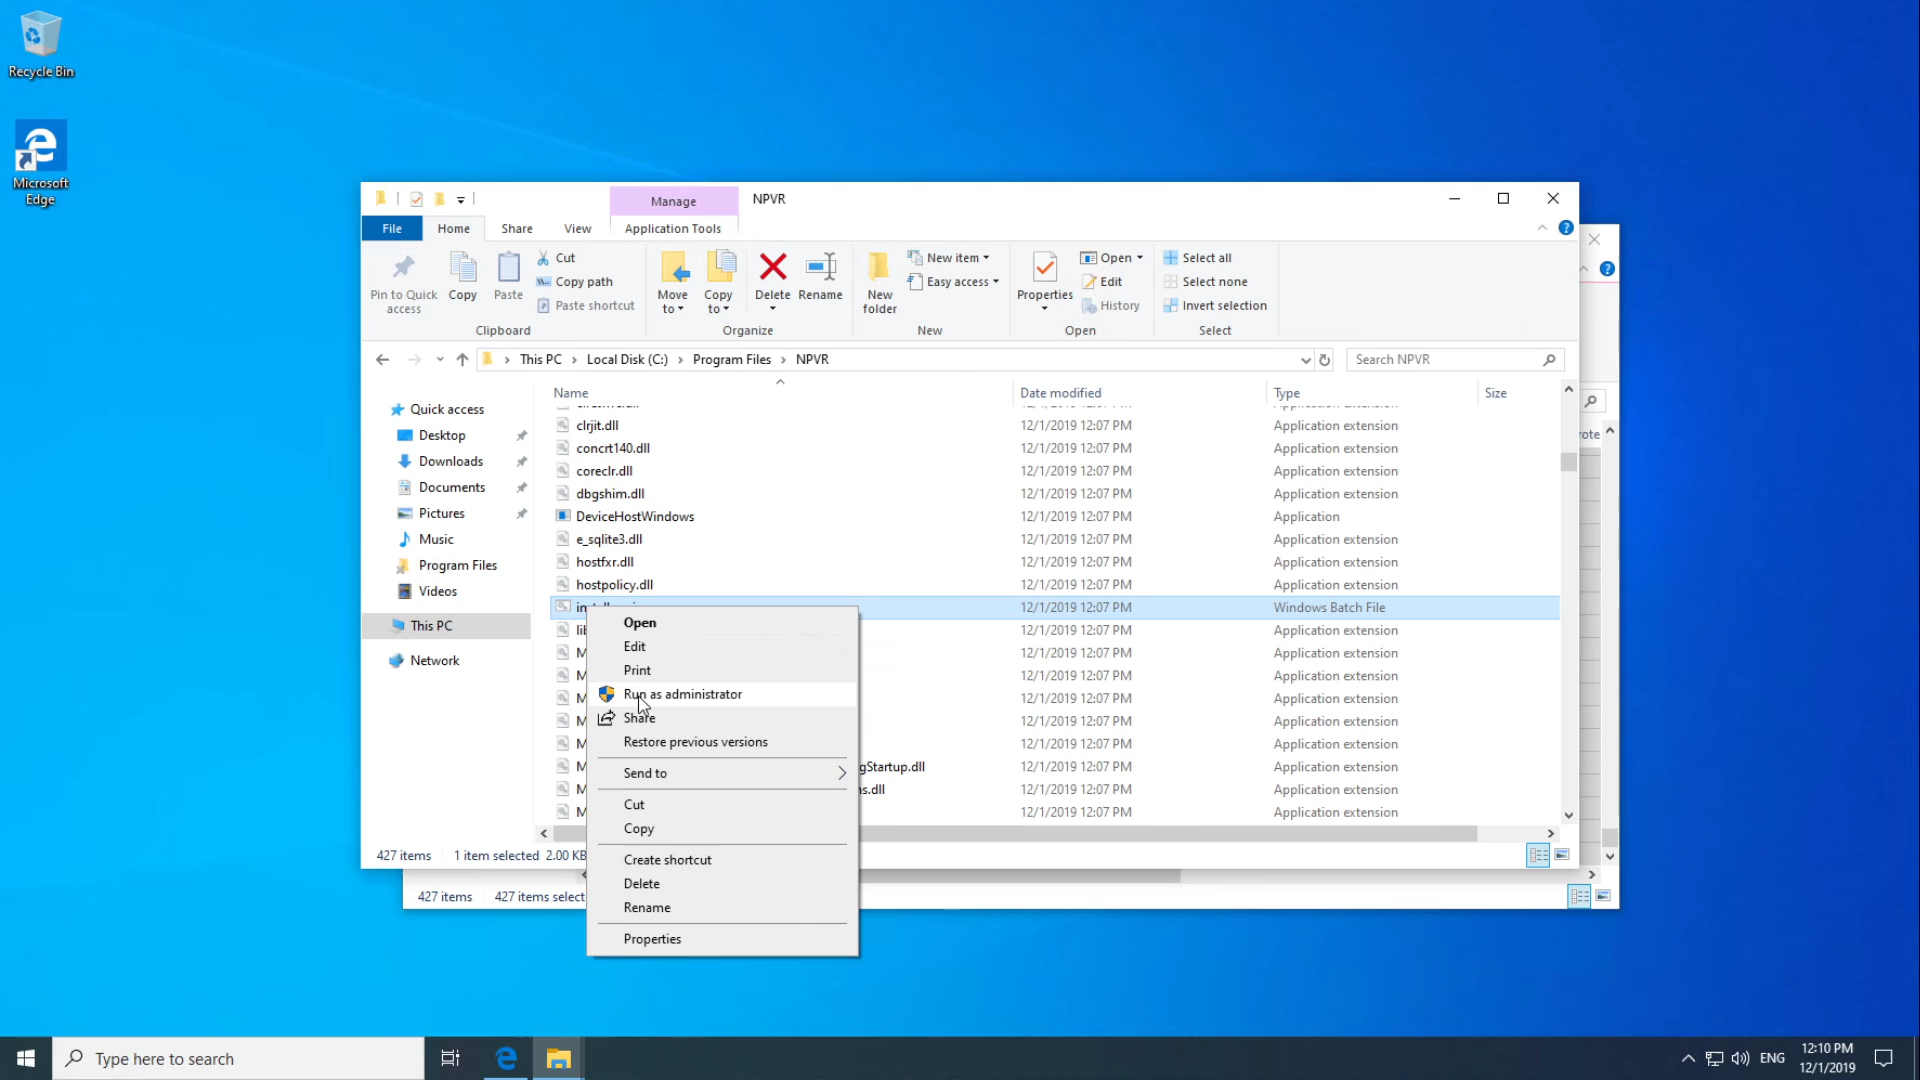 Recycle Bin
Microsoft
Edge
Manage
NPVR
File
Home
Share
View
Application Tools
Pin to Quick
access
Copy
Paste
Cut
Copy path
Paste shortcut
Clipboard
Move
to
Copy
to
Delete
Rename
Organize
New
folder
New item
Easy access
New
Properties
Open
Edit
History
Open
Select all
Select none
Invert selection
Select
This PC
Local Disk (C:)
Program Files
NPVR
Search NPVR
Name
Date modified
Type
Size
Quick access
Desktop
Downloads
Documents
Pictures
Music
Program Files
Videos
This PC
Network
clrjit.dll 12/1/2019 12:07 PM Application extension
concrt140.dll 12/1/2019 12:07 PM Application extension
coreclr.dll 12/1/2019 12:07 PM Application extension
dbgshim.dll 12/1/2019 12:07 PM Application extension
DeviceHostWindows 12/1/2019 12:07 PM Application
e_sqlite3.dll 12/1/2019 12:07 PM Application extension
hostfxr.dll 12/1/2019 12:07 PM Application extension
hostpolicy.dll 12/1/2019 12:07 PM Application extension
12/1/2019 12:07 PM Windows Batch File
12/1/2019 12:07 PM Application extension
12/1/2019 12:07 PM Application extension
12/1/2019 12:07 PM Application extension
12/1/2019 12:07 PM Application extension
12/1/2019 12:07 PM Application extension
12/1/2019 12:07 PM Application extension
gStartup.dll 12/1/2019 12:07 PM Application extension
ns.dll 12/1/2019 12:07 PM Application extension
12/1/2019 12:07 PM Application extension
Open
Edit
Print
Run as administrator
Share
Restore previous versions
Send to
Cut
Copy
Create shortcut
Delete
Rename
Properties
427 items
1 item selected
2.00 KB
427 items
427 items select
Type here to search
ENG
12:10 PM
12/1/2019